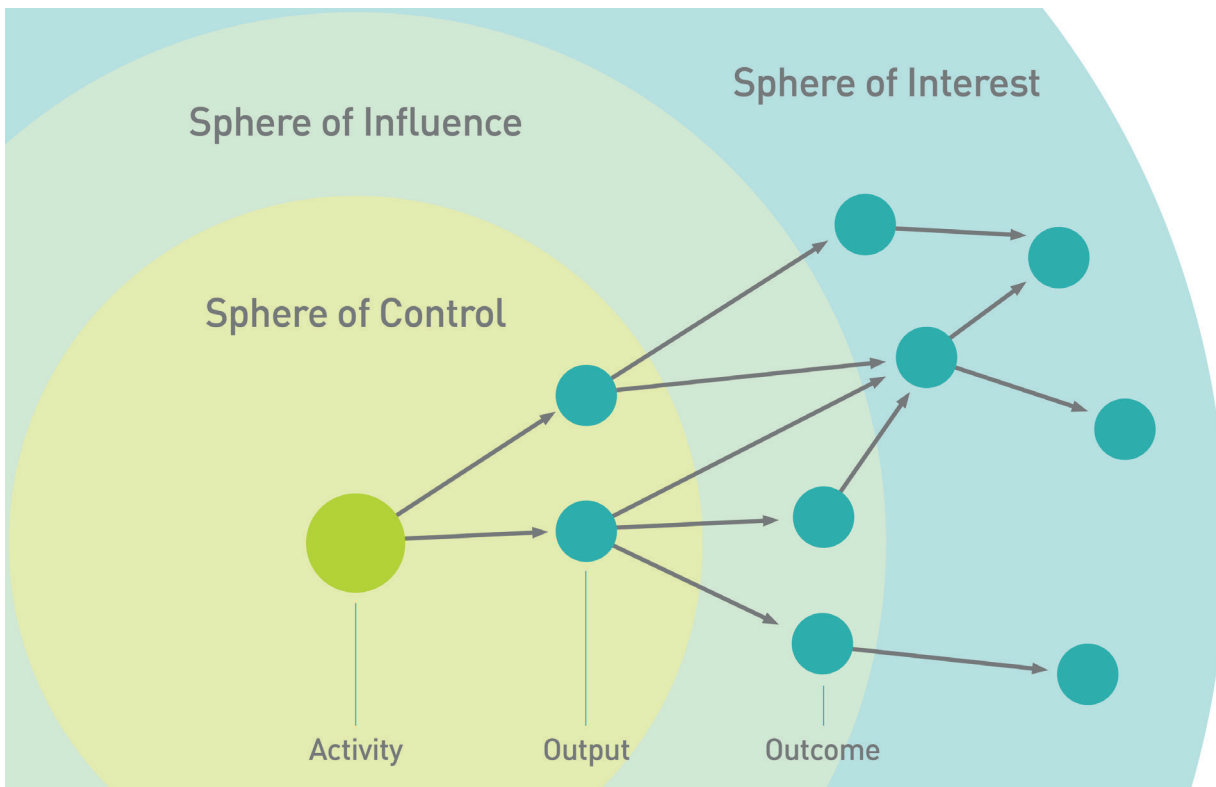 Sphere of Interest
Sphere of Influence
Sphere of Control
Activity
Output
Outcome